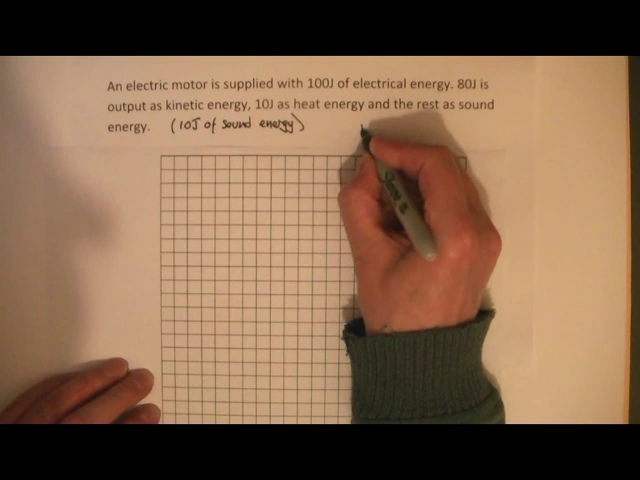 An electric motor is supplied with 100J of electrical energy. 80J is
output as kinetic energy, 10J as heat energy and the rest as sound
energy. (10J of sound energy)